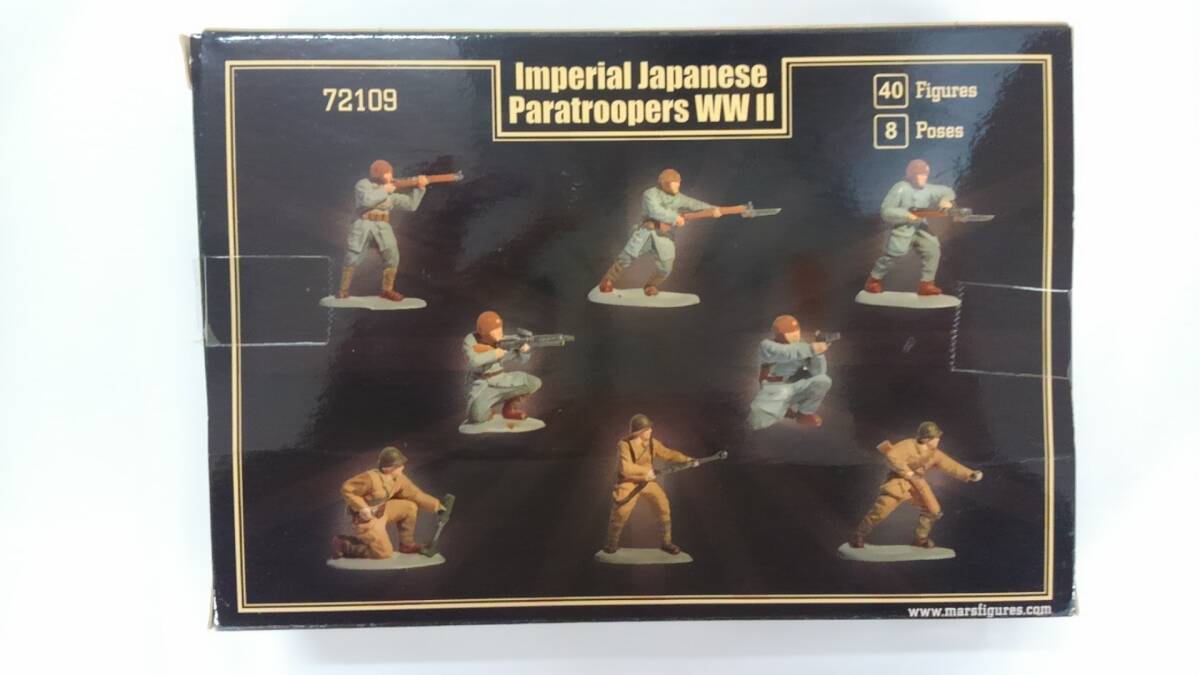 72109
Imperial Japanese
Paratroopers WW II
40 Figures
8 Poses
www.marsfigures.com